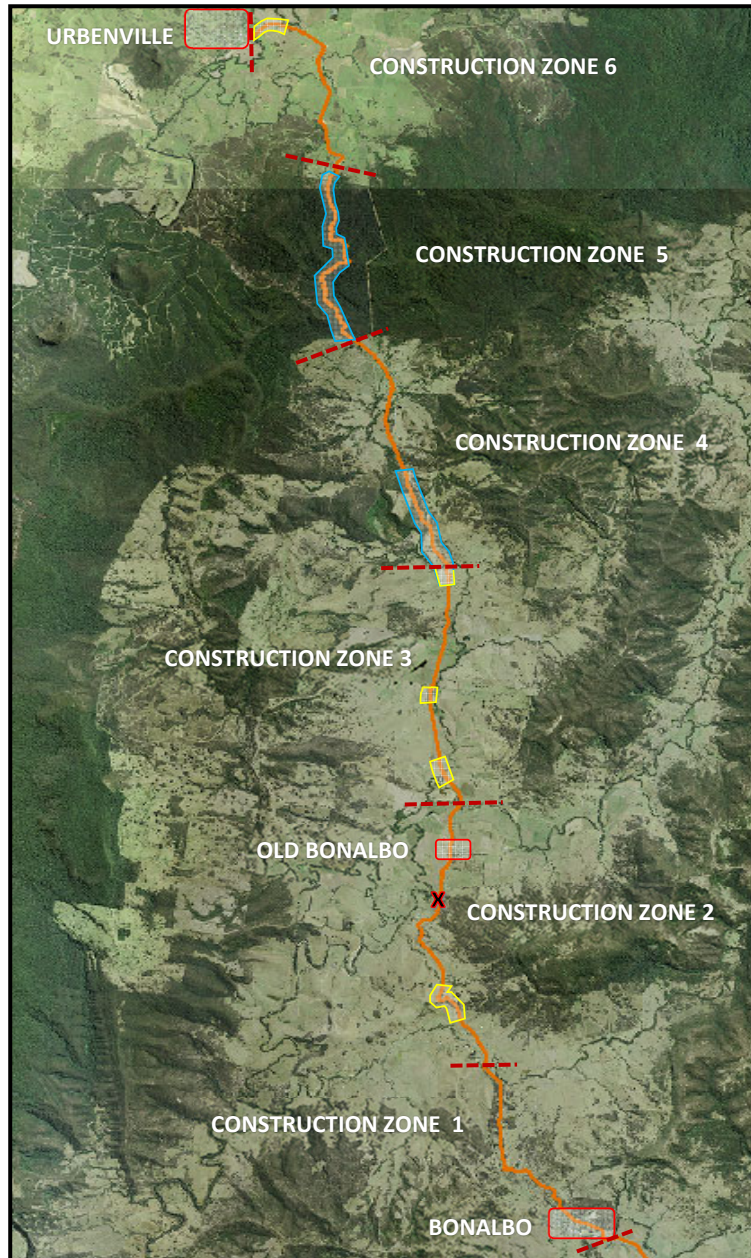 URBENVILLE
CONSTRUCTION ZONE 6
CONSTRUCTION ZONE 5
CONSTRUCTION ZONE 4
CONSTRUCTION ZONE 3
OLD BONALBO
X
CONSTRUCTION ZONE 2
CONSTRUCTION ZONE 1
BONALBO